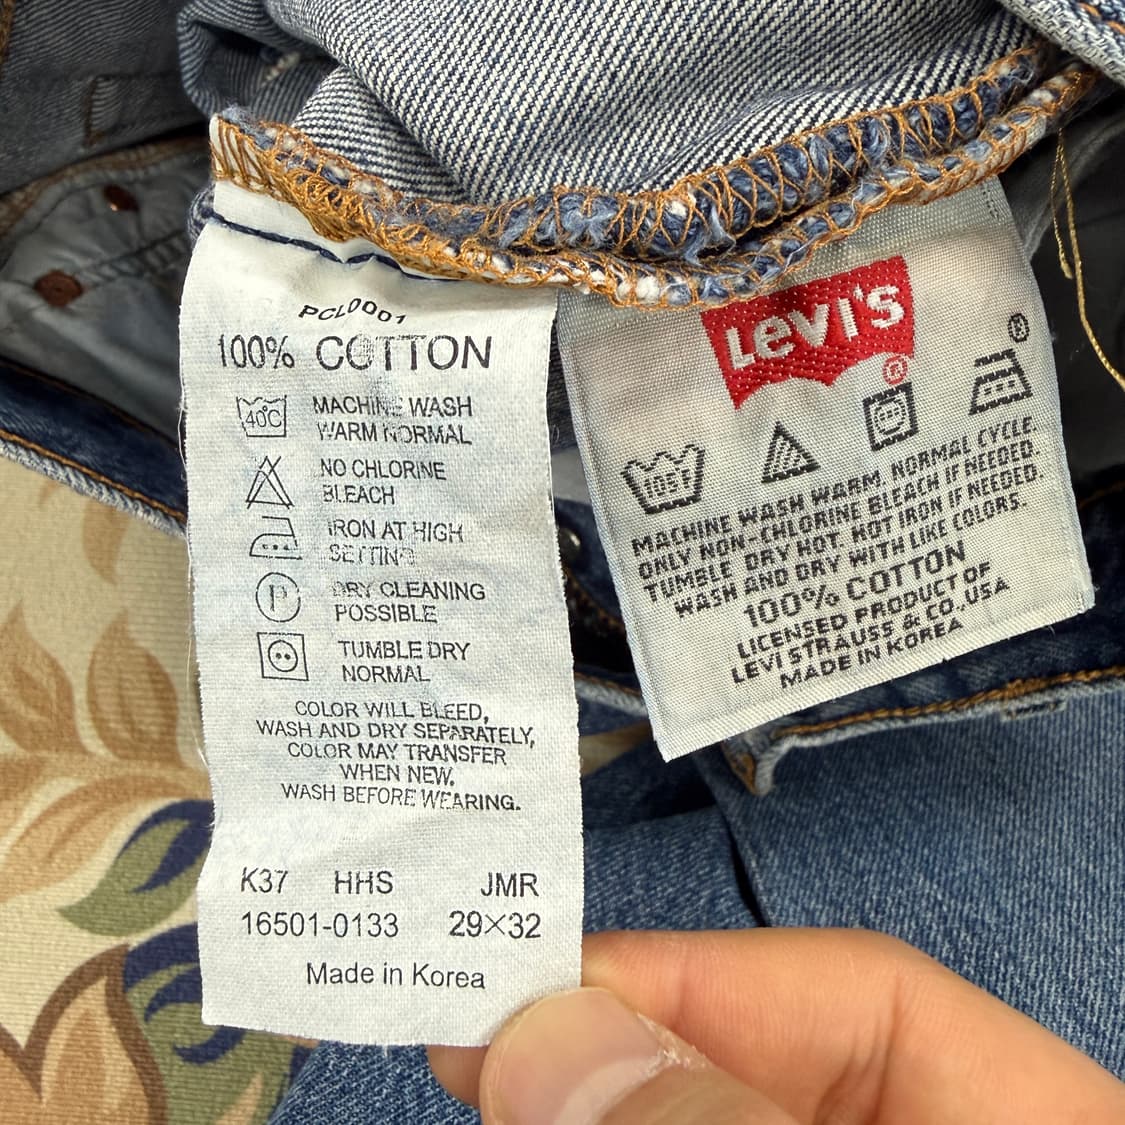 PCL0001
100% COTTON
40°C
MACHINE WASH
WARM NORMAL
NO CHLORINE
BLEACH
IRON AT HIGH
SETTING
P
DRY CLEANING
POSSIBLE
TUMBLE DRY
NORMAL
COLOR WILL BLEED,
WASH AND DRY SEPARATELY,
COLOR MAY TRANSFER
WHEN NEW.
WASH BEFORE WEARING.
K37 HHS JMR
16501-0133 29×32
Made in Korea
Levi's
®
®
105F
MACHINE WASH WARM, NORMAL CYCLE.
ONLY NON-CHLORINE BLEACH IF NEEDED.
TUMBLE DRY HOT, HOT IRON IF NEEDED.
WASH AND DRY WITH LIKE COLORS.
100% COTTON
LICENSED PRODUCT OF
LEVI STRAUSS & CO., USA
MADE IN KOREA